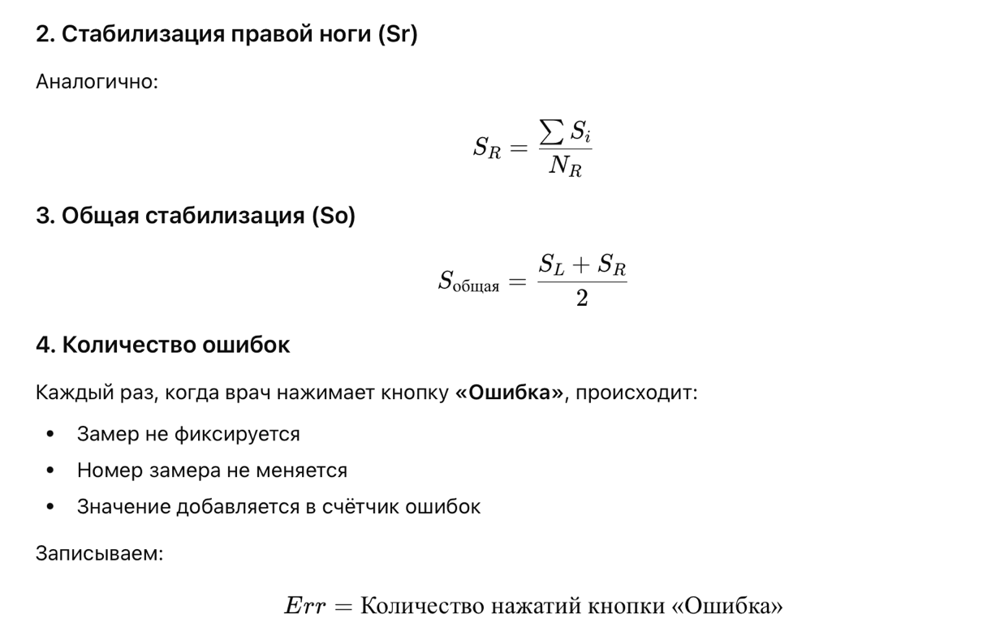 2. Стабилизация правой ноги (Sr)
Аналогично:
S_R = ∑ S_i / N_R
3. Общая стабилизация (So)
S_общая = (S_L + S_R) / 2
4. Количество ошибок
Каждый раз, когда врач нажимает кнопку «Ошибка», происходит:
• Замер не фиксируется
• Номер замера не меняется
• Значение добавляется в счётчик ошибок
Записываем:
Err = Количество нажатий кнопки «Ошибка»